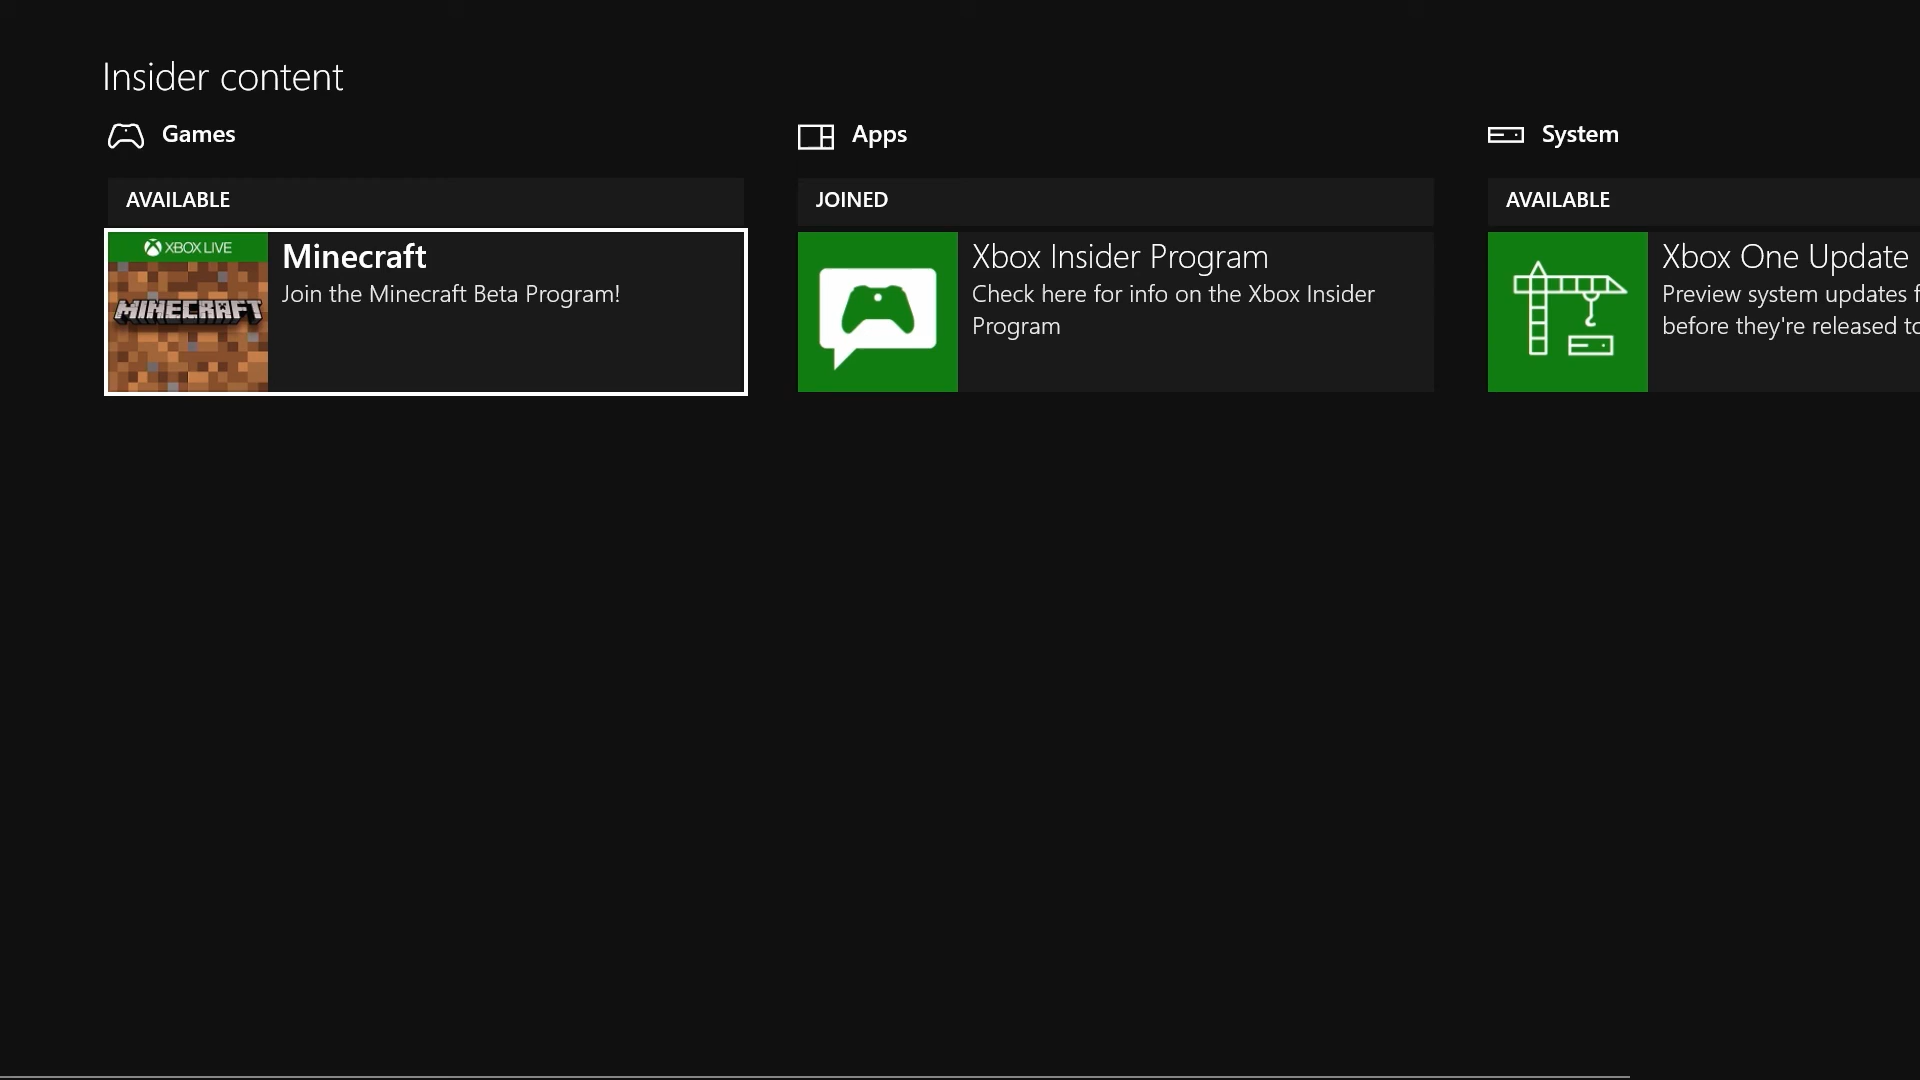 Insider content
Games
AVAILABLE
XBOX LIVE
MINECRAFT
Minecraft
Join the Minecraft Beta Program!
Apps
JOINED
Xbox Insider Program
Check here for info on the Xbox Insider
Program
System
AVAILABLE
Xbox One Update
Preview system updates f
before they're released to